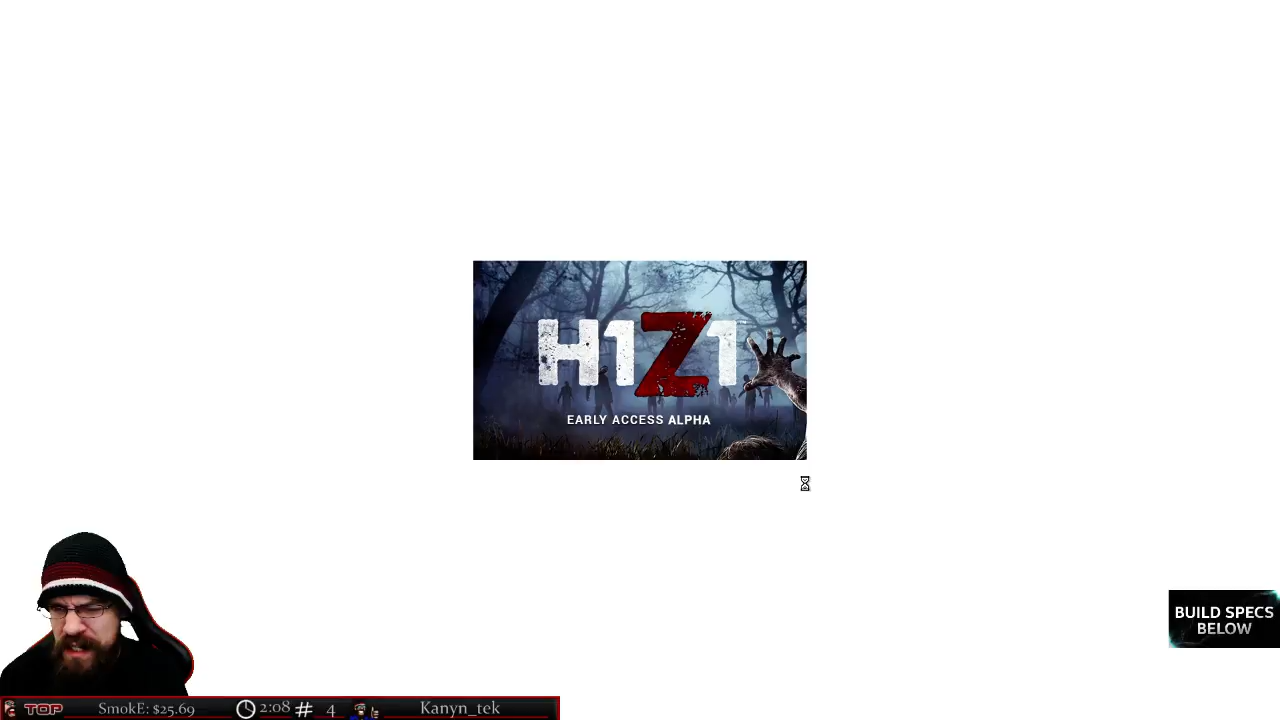 H1Z1
EARLY ACCESS ALPHA
BUILD SPECS
BELOW
TOP
SmokE: $25.69
2:08
#
4
Kanyn_tek